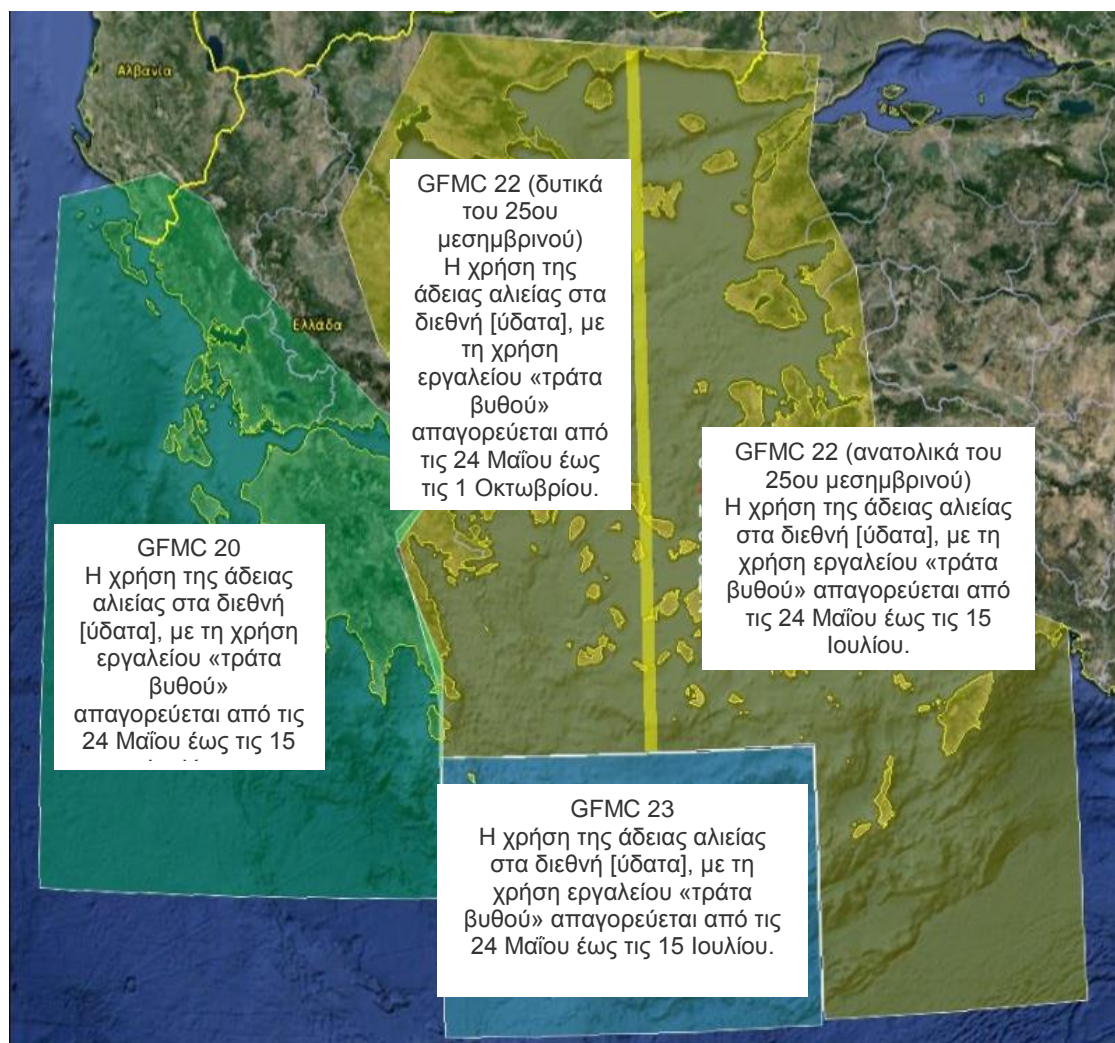 Αλβανία
Ελλάδα
GFMC 22 (δυτικά
του 25ου
μεσημβρινού)
Η χρήση της
άδειας αλιείας στα
διεθνή [ύδατα], με
τη χρήση
εργαλείου «τράτα
βυθού»
απαγορεύεται από
τις 24 Μαΐου έως
τις 1 Οκτωβρίου.
GFMC 22 (ανατολικά του
25ου μεσημβρινού)
Η χρήση της άδειας αλιείας
στα διεθνή [ύδατα], με τη
χρήση εργαλείου «τράτα
βυθού» απαγορεύεται από
τις 24 Μαΐου έως τις 15
Ιουλίου.
GFMC 20
Η χρήση της άδειας
αλιείας στα διεθνή
[ύδατα], με τη χρήση
εργαλείου «τράτα
βυθού»
απαγορεύεται από τις
24 Μαΐου έως τις 15
GFMC 23
Η χρήση της άδειας αλιείας
στα διεθνή [ύδατα], με τη
χρήση εργαλείου «τράτα
βυθού» απαγορεύεται από τις
24 Μαΐου έως τις 15 Ιουλίου.